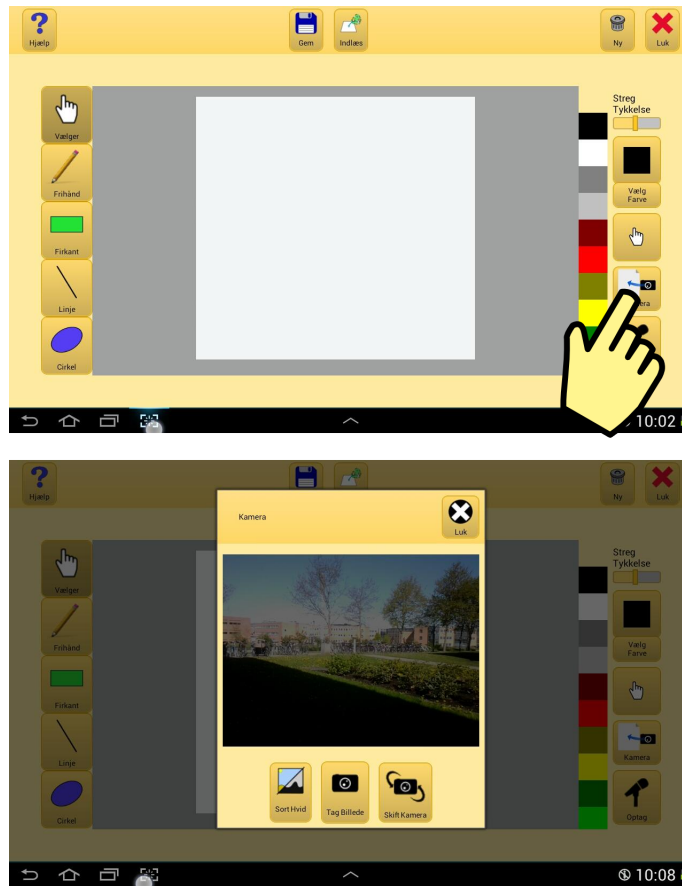 Hjælp
Gem
Indlæs
Ny
Luk
Streg
Tykkelse
Vælger
Frihånd
Vælg
Farve
Firkant
Linje
Cirkel
10:02
Hjælp
Ny
Luk
Kamera
Luk
Streg
Tykkelse
Vælger
Frihånd
Vælg
Farve
Firkant
Linje
Kamera
Sort Hvid
Tag Billede
Skift Kamera
Cirkel
Optag
10:08